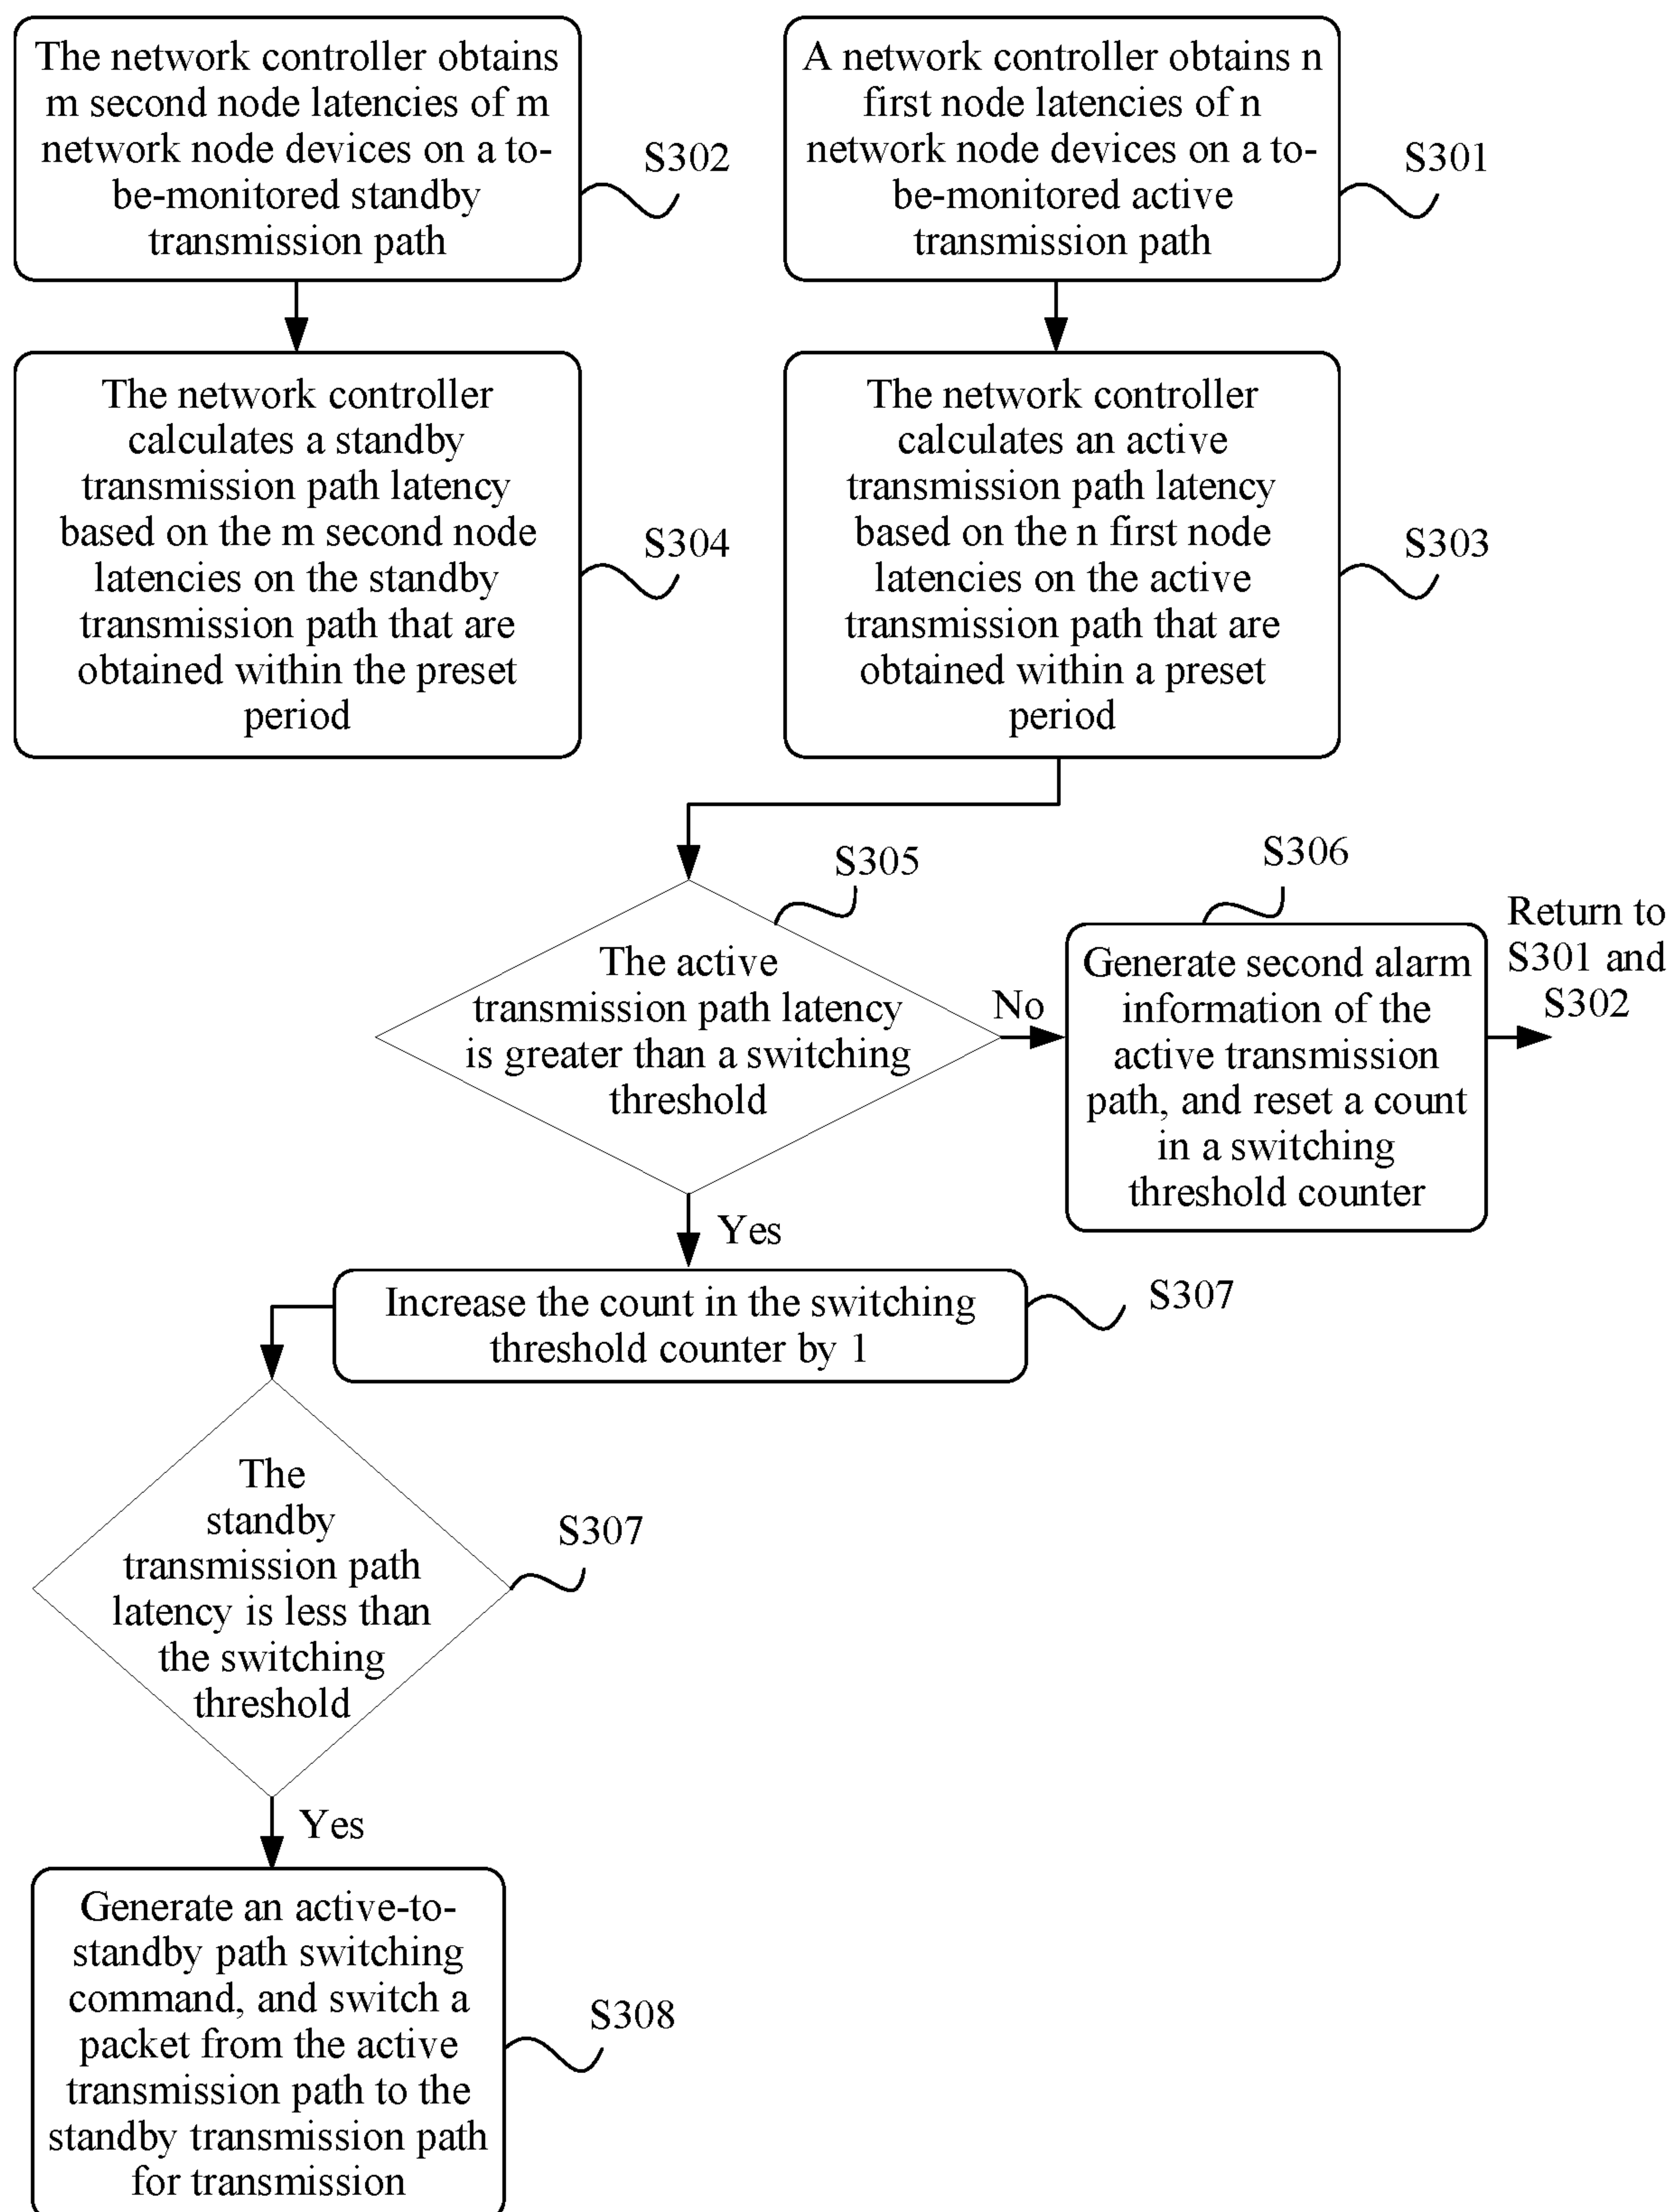 The network controller obtains
m second node latencies of m
network node devices on a to-
be-monitored standby
transmission path
S302
A network controller obtains n
first node latencies of n
network node devices on a to-
be-monitored active
transmission path
S301
The network controller
calculates a standby
transmission path latency
based on the m second node
latencies on the standby
transmission path that are
obtained within the preset
period
S304
The network controller
calculates an active
transmission path latency
based on the n first node
latencies on the active
transmission path that are
obtained within a preset
period
S303
S305
The active
transmission path latency
is greater than a switching
threshold
No
S306
Generate second alarm
information of the
active transmission
path, and reset a count
in a switching
threshold counter
Return to
S301 and
S302
Yes
Increase the count in the switching
threshold counter by 1
S307
The
standby
transmission path
latency is less than
the switching
threshold
S307
Yes
Generate an active-to-
standby path switching
command, and switch a
packet from the active
transmission path to the
standby transmission path
for transmission
S308